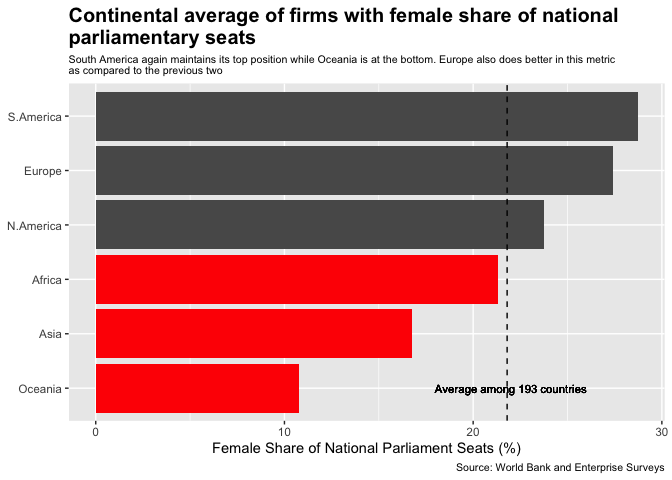 Continental average of firms with female share of national
parliamentary seats
South America again maintains its top position while Oceania is at the bottom. Europe also does better in this metric
as compared to the previous two
S.America
Europe
N.America
Africa
Asia
Oceania
Average among 193 countries
0 10 20 30
Female Share of National Parliament Seats (%)
Source: World Bank and Enterprise Surveys